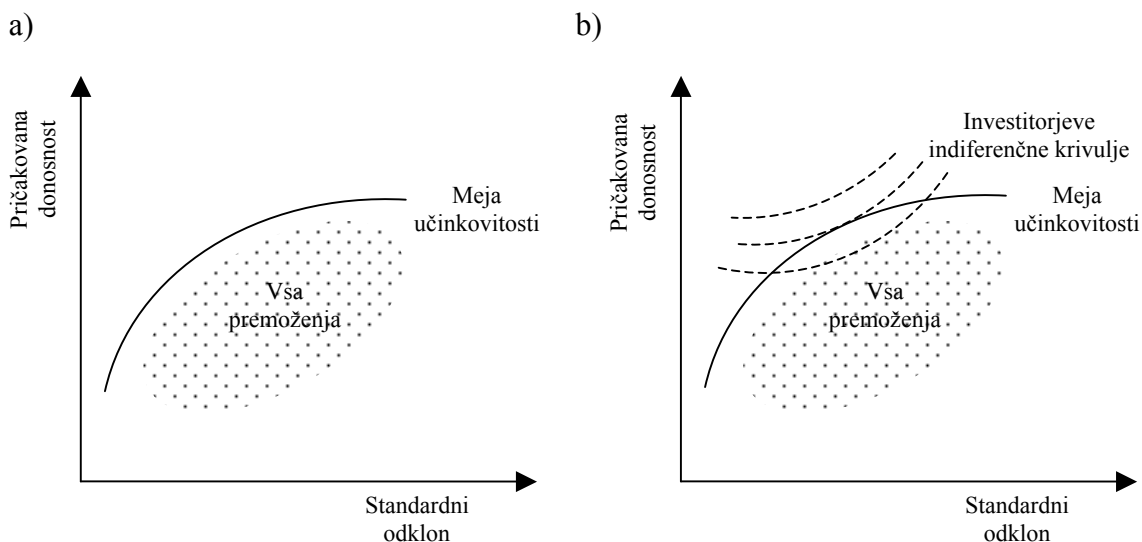 a)
Pričakovana
donosnost
Meja
učinkovitosti
Vsa
premoženja
Standardni
odklon
b)
Pričakovana
donosnost
Investitorjeve
indiferenčne krivulje
Meja
učinkovitosti
Vsa
premoženja
Standardni
odklon